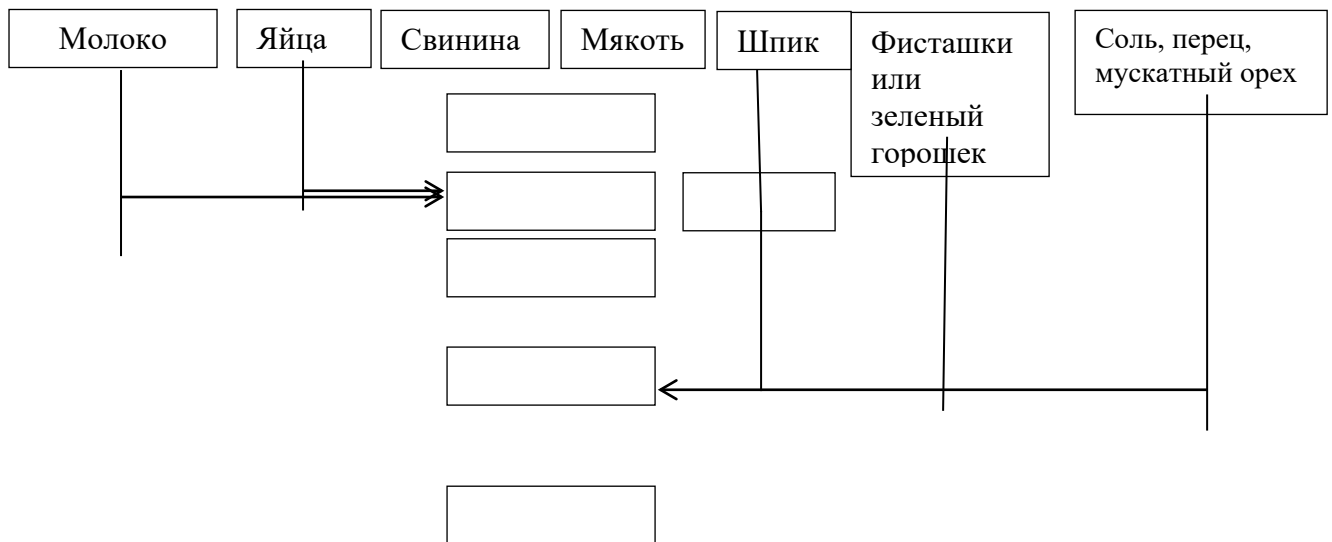 Молоко
Яйца
Свинина
Мякоть
Шпик
Фисташки
или
зеленый
горошек
Соль, перец,
мускатный орех